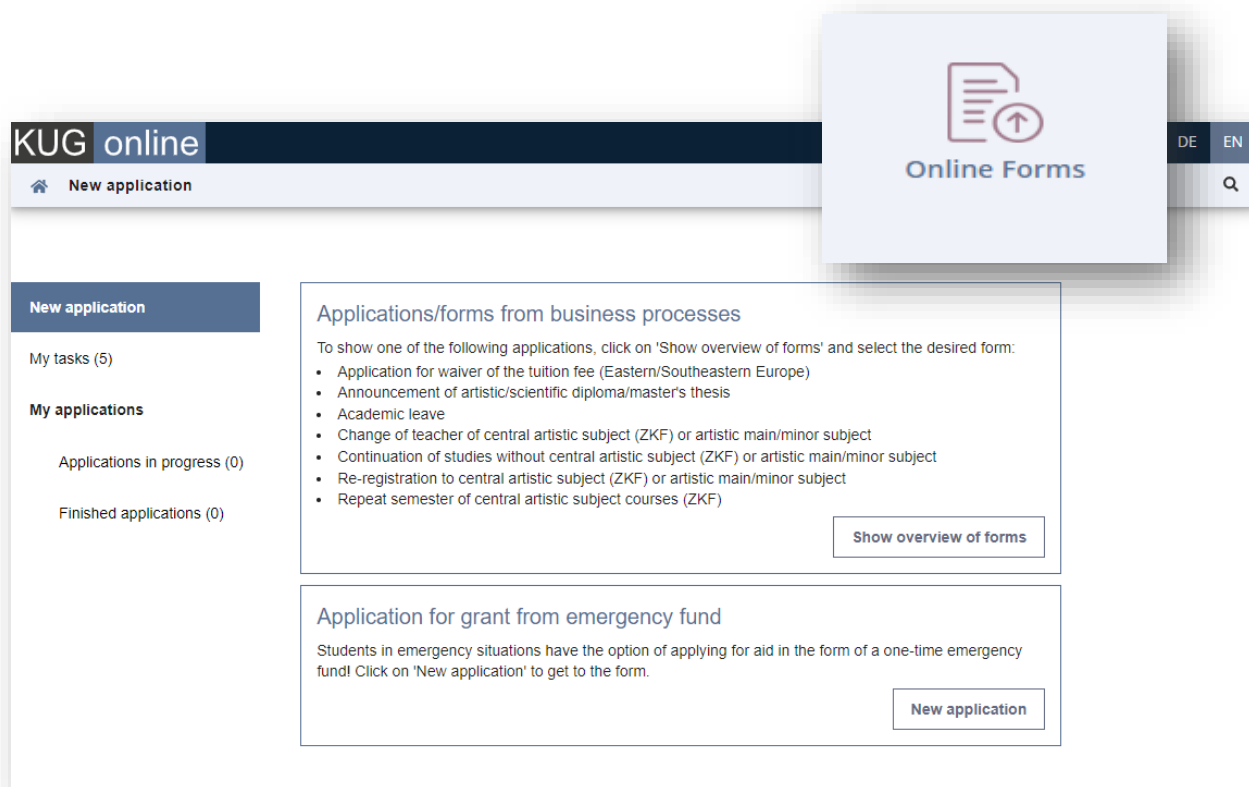 Online Forms
KUG online
DE EN
New application
New application
My tasks (5)
My applications
Applications in progress (0)
Finished applications (0)
Applications/forms from business processes
To show one of the following applications, click on 'Show overview of forms' and select the desired form:
• Application for waiver of the tuition fee (Eastern/Southeastern Europe)
• Announcement of artistic/scientific diploma/master's thesis
• Academic leave
• Change of teacher of central artistic subject (ZKF) or artistic main/minor subject
• Continuation of studies without central artistic subject (ZKF) or artistic main/minor subject
• Re-registration to central artistic subject (ZKF) or artistic main/minor subject
• Repeat semester of central artistic subject courses (ZKF)
Show overview of forms
Application for grant from emergency fund
Students in emergency situations have the option of applying for aid in the form of a one-time emergency
fund! Click on 'New application' to get to the form.
New application